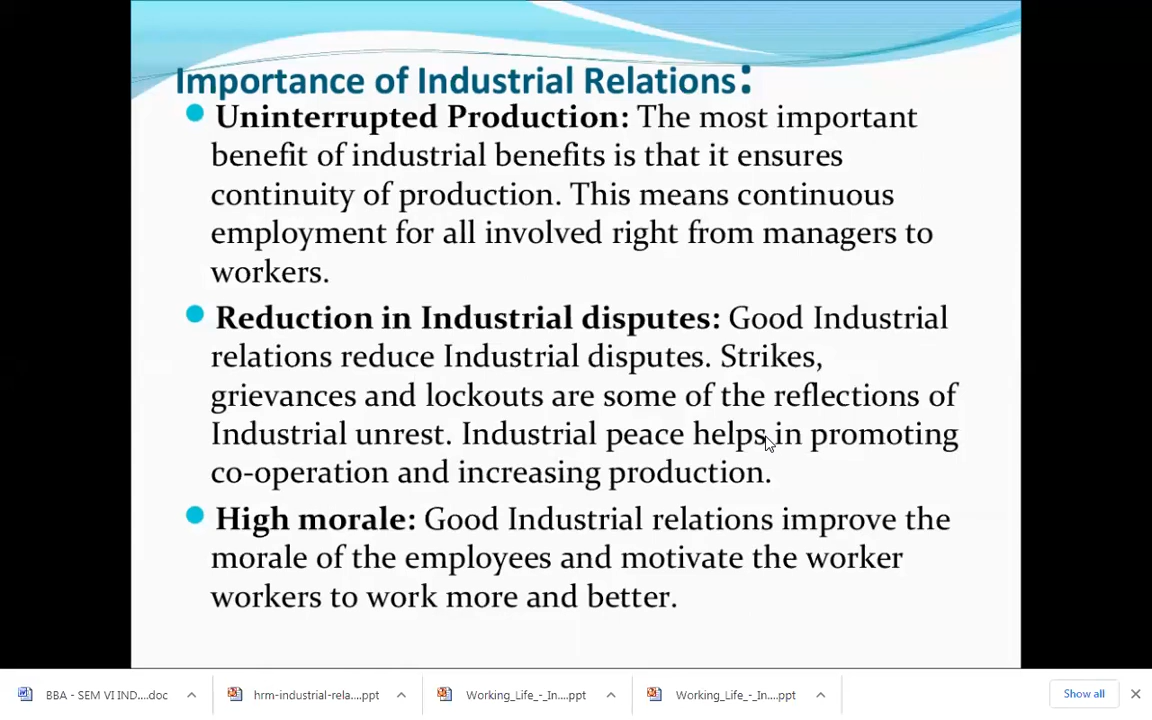 Importance of Industrial Relations:
Uninterrupted Production: The most important
benefit of industrial benefits is that it ensures
continuity of production. This means continuous
employment for all involved right from managers to
workers.
Reduction in Industrial disputes: Good Industrial
relations reduce Industrial disputes. Strikes,
grievances and lockouts are some of the reflections of
Industrial unrest. Industrial peace helps in promoting
co-operation and increasing production.
High morale: Good Industrial relations improve the
morale of the employees and motivate the worker
workers to work more and better.
BBA - SEM VI IND....doc
hrm-industrial-rela....ppt
Working_Life_-_In....ppt
Working_Life_-_In....ppt
Show all